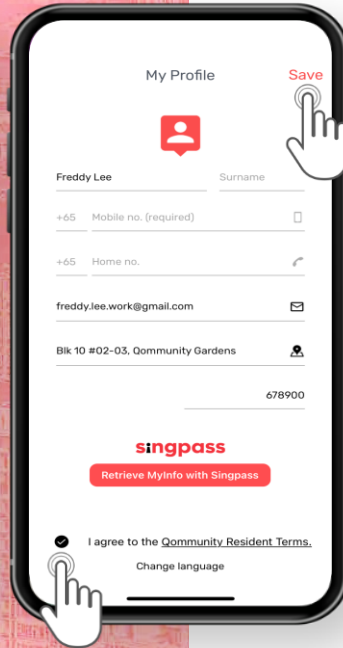 My Profile Save
Freddy Lee Surname
+65 Mobile no. (required)
+65 Home no.
freddy.lee.work@gmail.com
Blk 10 #02-03, Qommunity Gardens
678900
singpass
Retrieve MyInfo with Singpass
I agree to the Qommunity Resident Terms.
Change language